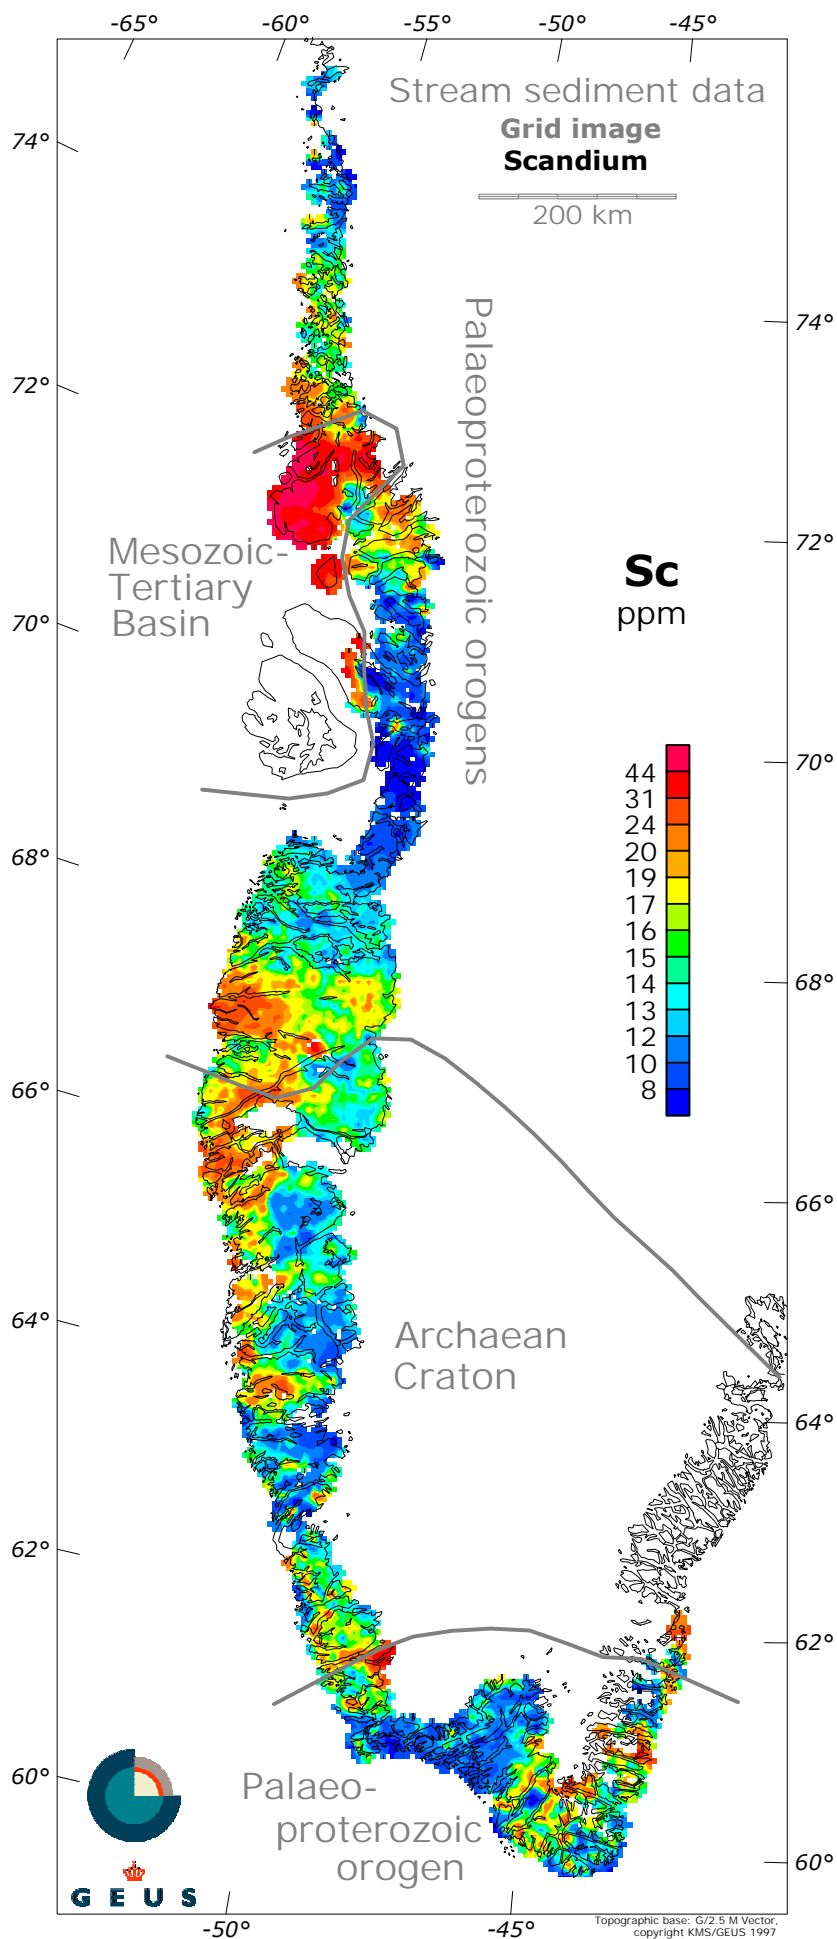 -65° -60° -55° -50° -45°
Stream sediment data
Grid image
Scandium
200 km
74°
72°
70°
68°
66°
64°
62°
60°
74°
72°
70°
68°
66°
64°
62°
60°
Palaeoproterozoic orogens
Mesozoic-
Tertiary
Basin
Sc
ppm
44
31
24
20
19
17
16
15
14
13
12
10
8
Archaean
Craton
Palaeo-
proterozoic
orogen
G E U S
-50° -45°
Topographic base: G/2.5 M Vector,
copyright KMS/GEUS 1997